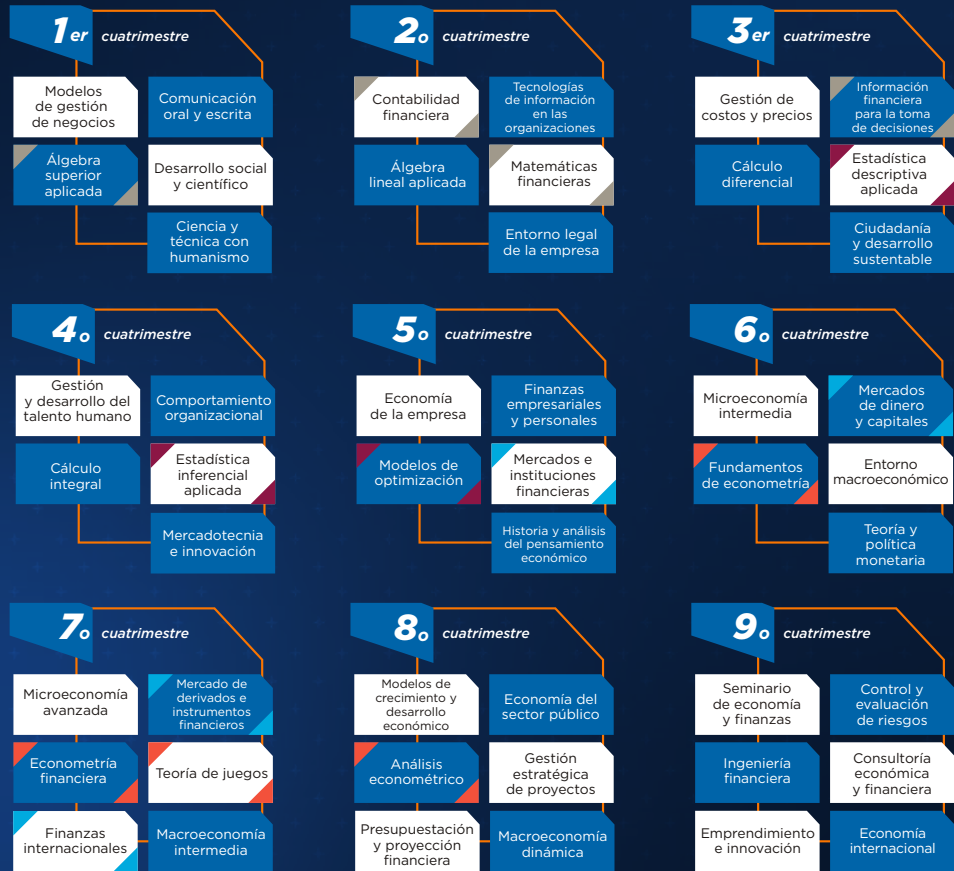 1er cuatrimestre
Modelos
de gestión
de negocios
Comunicación
oral y escrita
Álgebra
superior
aplicada
Desarrollo social
y científico
Ciencia y
técnica con
humanismo
2o cuatrimestre
Contabilidad
financiera
Tecnologías
de información
en las
organizaciones
Álgebra
lineal aplicada
Matemáticas
financieras
Entorno legal
de la empresa
3er cuatrimestre
Gestión de
costos y precios
Información
financiera
para la toma
de decisiones
Cálculo
diferencial
Estadística
descriptiva
aplicada
Ciudadanía
y desarrollo
sustentable
4o cuatrimestre
Gestión
y desarrollo del
talento humano
Comportamiento
organizacional
Cálculo
integral
Estadística
inferencial
aplicada
Mercadotecnia
e innovación
5o cuatrimestre
Economía
de la empresa
Finanzas
empresariales
y personales
Modelos de
optimización
Mercados e
instituciones
financieras
Historia y análisis
del pensamiento
económico
6o cuatrimestre
Microeconomía
intermedia
Mercados
de dinero
y capitales
Fundamentos
de econometría
Entorno
macroeconómico
Teoría y
política
monetaria
7o cuatrimestre
Microeconomía
avanzada
Mercado de
derivados e
instrumentos
financieros
Econometría
financiera
Teoría de juegos
Finanzas
internacionales
Macroeconomía
intermedia
8o cuatrimestre
Modelos de
crecimiento y
desarrollo
económico
Economía del
sector público
Análisis
econométrico
Gestión
estratégica
de proyectos
Presupuestación
y proyección
financiera
Macroeconomía
dinámica
9o cuatrimestre
Seminario
de economía
y finanzas
Control y
evaluación
de riesgos
Ingeniería
financiera
Consultoría
económica
y financiera
Emprendimiento
e innovación
Economía
internacional